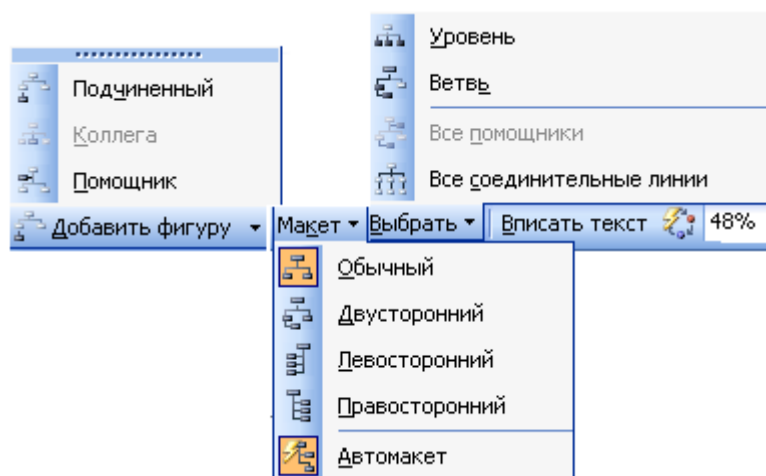 Подчиненный
Коллега
Помощник
Уровень
Ветвь
Все помощники
Все соединительные линии
Добавить фигуру Макет Выбрать Вписать текст 48%
Обычный
Двусторонний
Левосторонний
Правосторонний
Автомакет